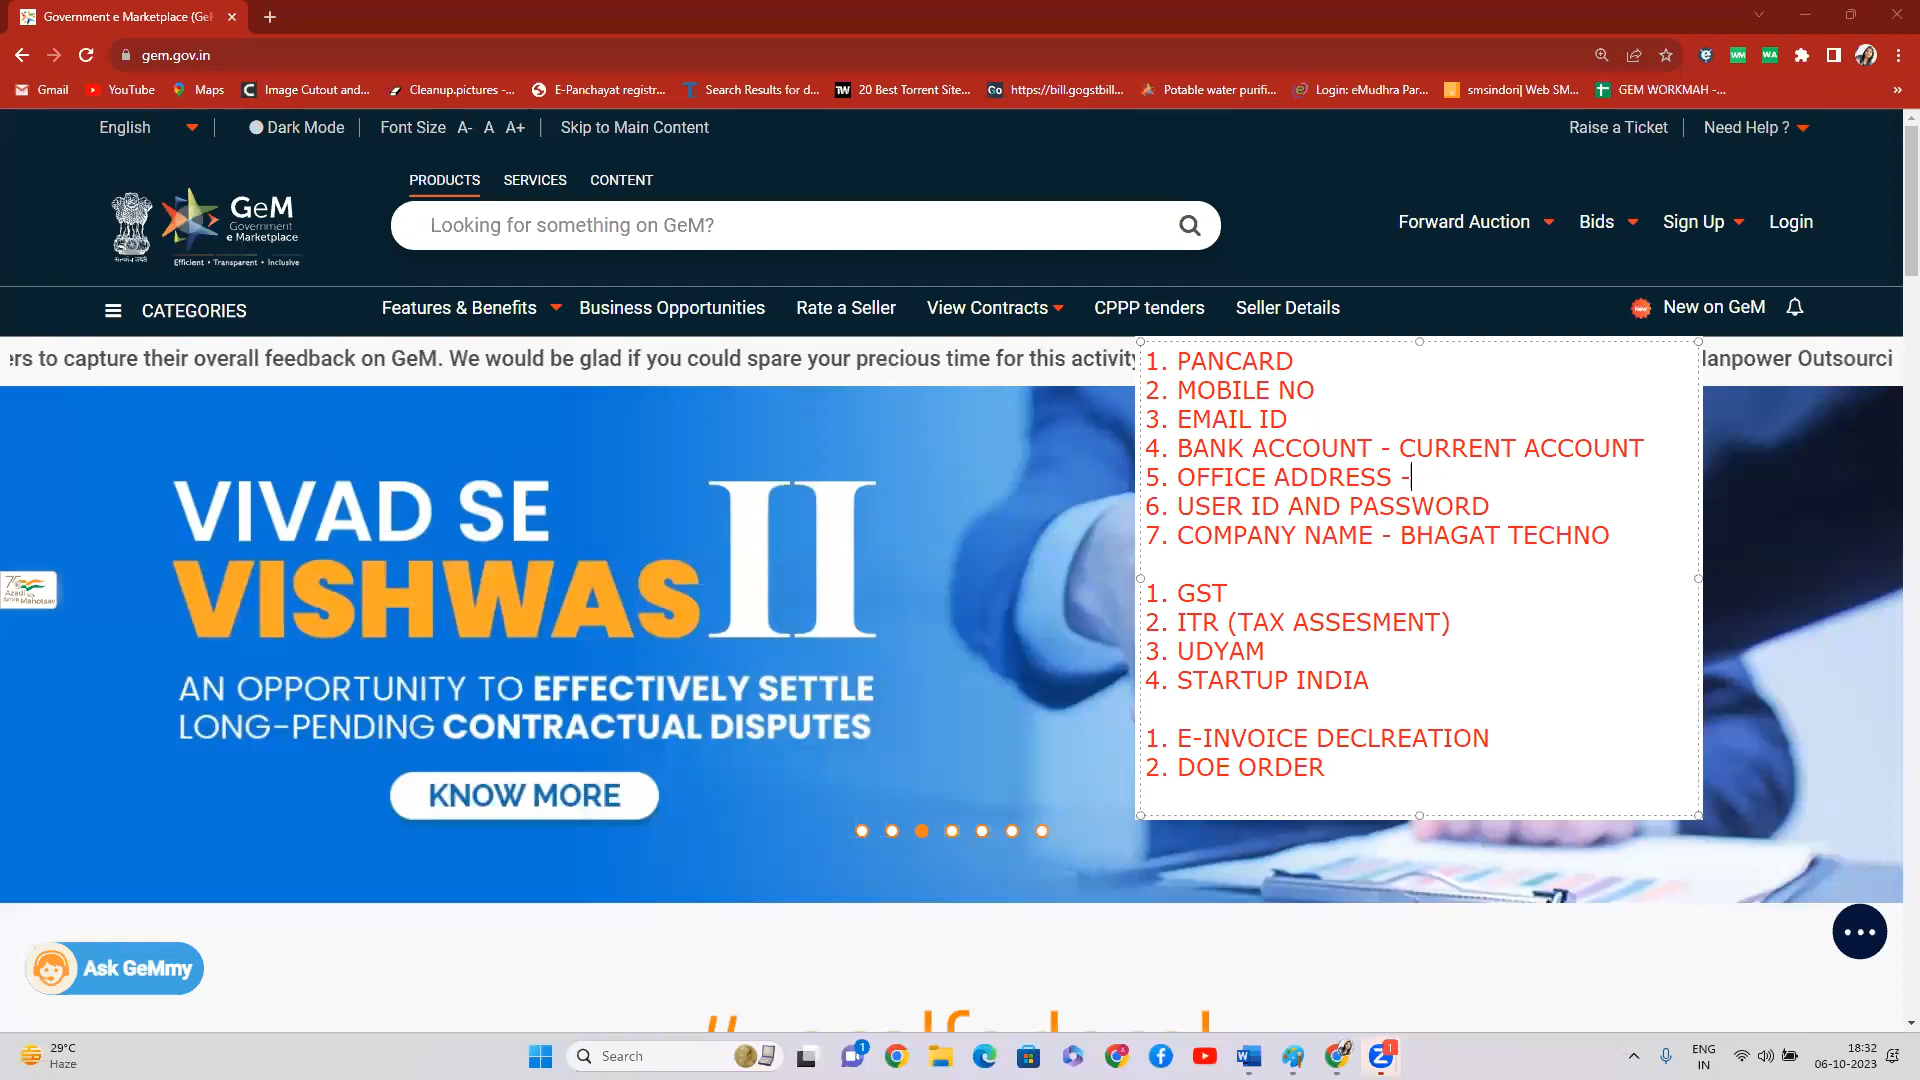 Government e Marketplace (GeM
gem.gov.in
Gmail YouTube Maps Image Cutout and... Cleanup.pictures -... E-Panchayat registr... Search Results for d... 20 Best Torrent Site... https://bill.gogstbill... Potable water purifi... Login: eMudhra Par... smsindori| Web SM... GEM WORKMAH -... »
English Dark Mode Font Size A- A A+ Skip to Main Content Raise a Ticket Need Help ?
PRODUCTS SERVICES CONTENT
GeM
Government
e Marketplace
Efficient • Transparent • Inclusive
सत्यमेव जयते
Looking for something on GeM?
Forward Auction Bids Sign Up Login
CATEGORIES Features & Benefits Business Opportunities Rate a Seller View Contracts CPPP tenders Seller Details New on GeM
ers to capture their overall feedback on GeM. We would be glad if you could spare your precious time for this activity
Manpower Outsourci
1. PANCARD
2. MOBILE NO
3. EMAIL ID
4. BANK ACCOUNT - CURRENT ACCOUNT
5. OFFICE ADDRESS -
6. USER ID AND PASSWORD
7. COMPANY NAME - BHAGAT TECHNO
1. GST
2. ITR (TAX ASSESMENT)
3. UDYAM
4. STARTUP INDIA
1. E-INVOICE DECLREATION
2. DOE ORDER
VIVAD SE
VISHWAS II
AN OPPORTUNITY TO EFFECTIVELY SETTLE
LONG-PENDING CONTRACTUAL DISPUTES
KNOW MORE
Azadi Ka
Amrit Mahotsav
Ask GeMmy
29°C
Haze
Search
ENG
IN
18:32
06-10-2023